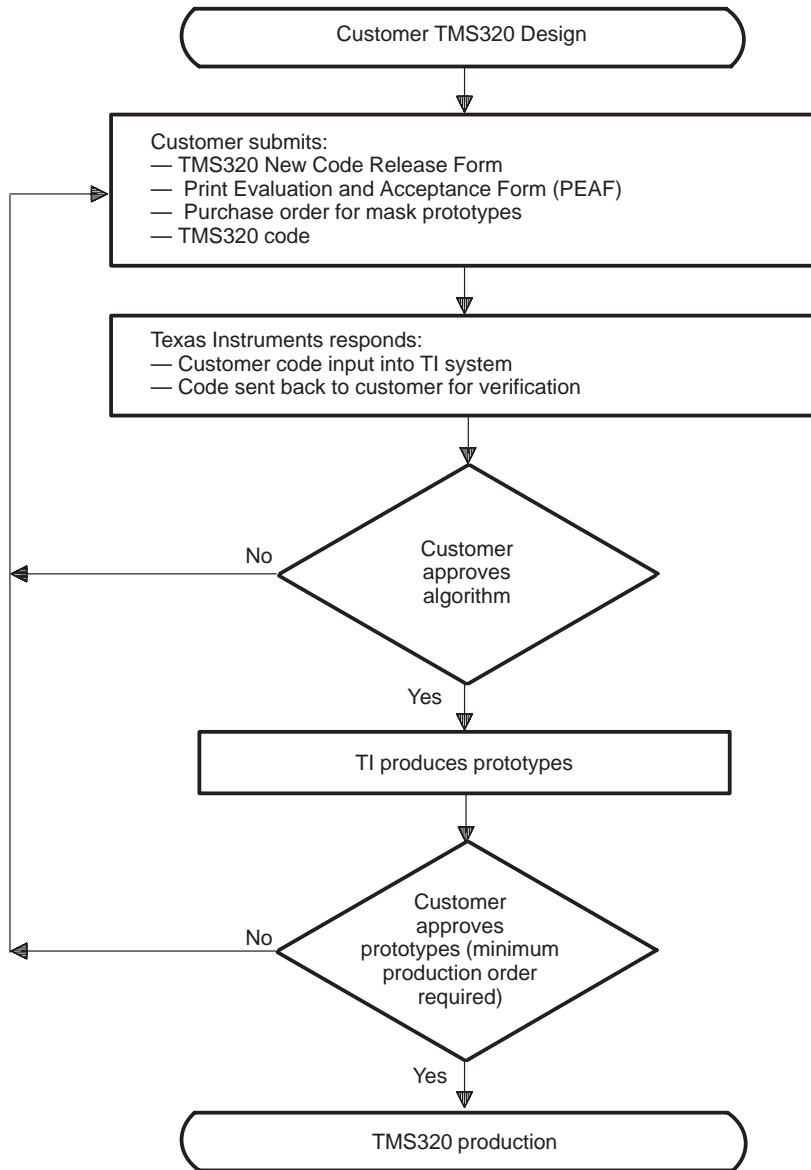 Customer TMS320 Design
Customer submits:
— TMS320 New Code Release Form
— Print Evaluation and Acceptance Form (PEAF)
— Purchase order for mask prototypes
— TMS320 code
Texas Instruments responds:
— Customer code input into TI system
— Code sent back to customer for verification
No
Customer
approves
algorithm
Yes
TI produces prototypes
No
Customer
approves
prototypes (minimum
production order
required)
Yes
TMS320 production